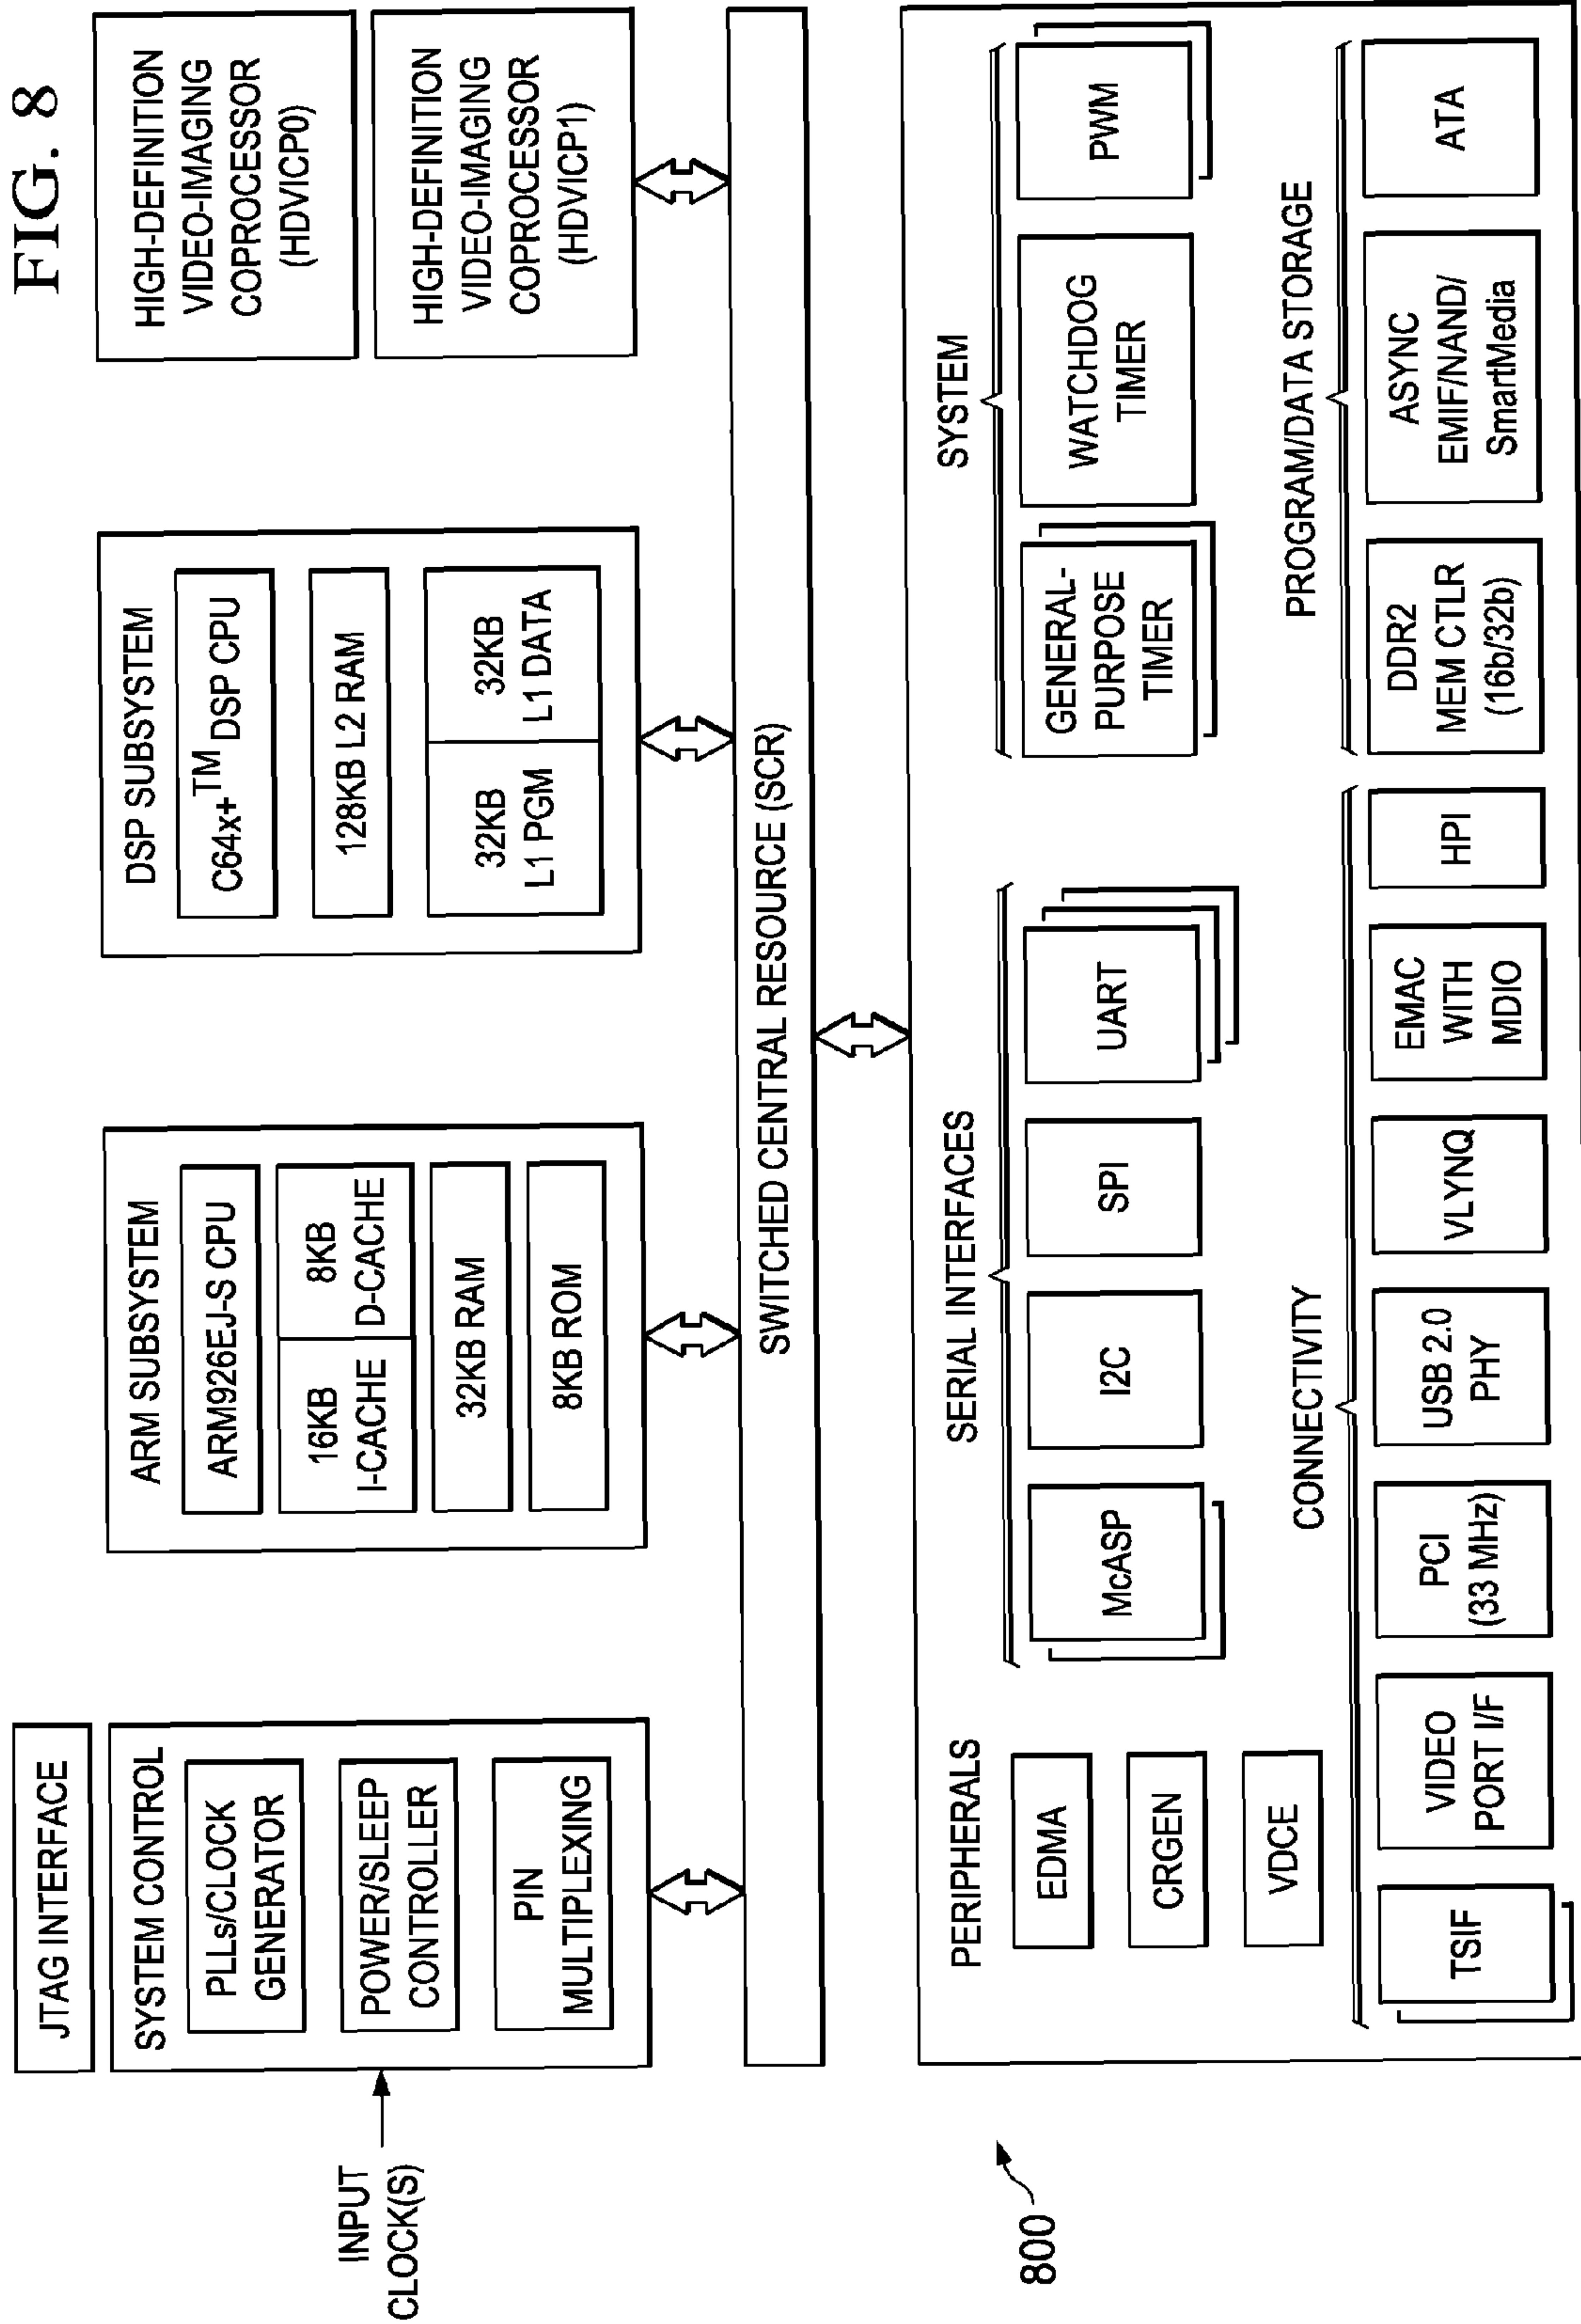 FIG. 8
JTAG INTERFACE
SYSTEM CONTROL
PLLs/CLOCK
GENERATOR
POWER/SLEEP
CONTROLLER
PIN
MULTIPLEXING
INPUT
CLOCK(S)
ARM SUBSYSTEM
ARM926EJ-S CPU
16KB
I-CACHE
8KB
D-CACHE
32KB RAM
8KB ROM
DSP SUBSYSTEM
C64x+TM DSP CPU
128KB L2 RAM
32KB
L1 PGM
32KB
L1 DATA
HIGH-DEFINITION
VIDEO-IMAGING
COPROCESSOR
(HDVICP0)
HIGH-DEFINITION
VIDEO-IMAGING
COPROCESSOR
(HDVICP1)
SWITCHED CENTRAL RESOURCE (SCR)
PERIPHERALS
EDMA
CRGEN
VDCE
SERIAL INTERFACES
McASP
I2C
SPI
UART
SYSTEM
GENERAL-
PURPOSE
TIMER
WATCHDOG
TIMER
PWM
CONNECTIVITY
TSIF
VIDEO
PORT I/F
PCI
(33 MHz)
USB 2.0
PHY
VLYNQ
EMAC
WITH
MDIO
HPI
PROGRAM/DATA STORAGE
DDR2
MEM CTLR
(16b/32b)
ASYNC
EMIF/NAND/
SmartMedia
ATA
800